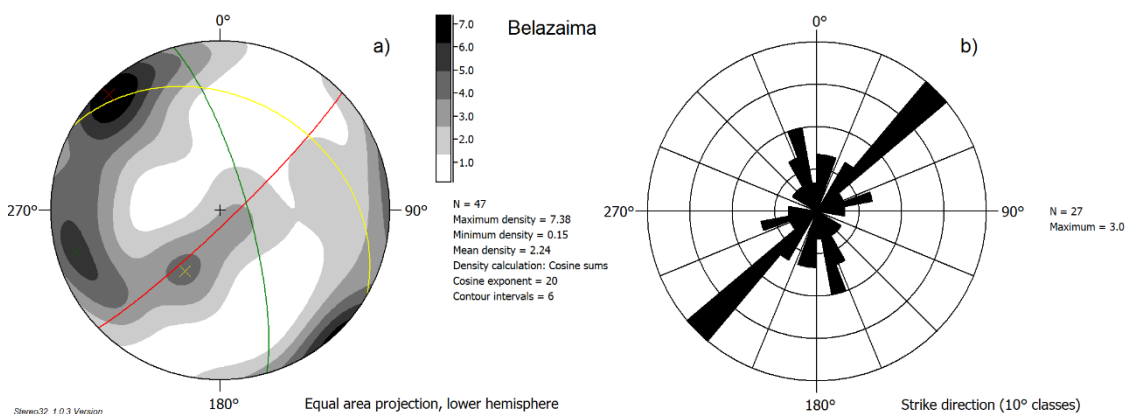 0°
a)
270°
90°
180°
7.0
6.0
5.0
4.0
3.0
2.0
1.0
Belazaima
N = 47
Maximum density = 7.38
Minimum density = 0.15
Mean density = 2.24
Density calculation: Cosine sums
Cosine exponent = 20
Contour intervals = 6
Stereo32, 1.0.3 Version
Equal area projection, lower hemisphere
0°
b)
270°
90°
180°
N = 27
Maximum = 3.0
Strike direction (10° classes)